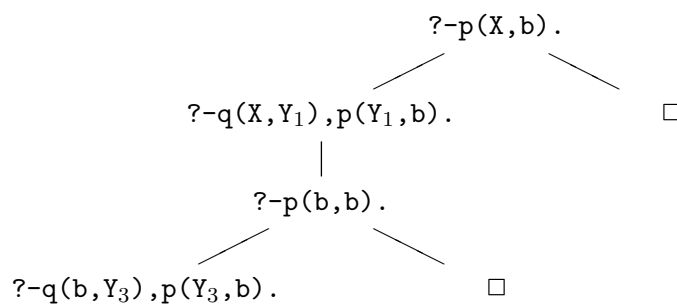 ?-p(X,b).
?-q(X,Y₁),p(Y₁,b). □
?-p(b,b).
?-q(b,Y₃),p(Y₃,b). □